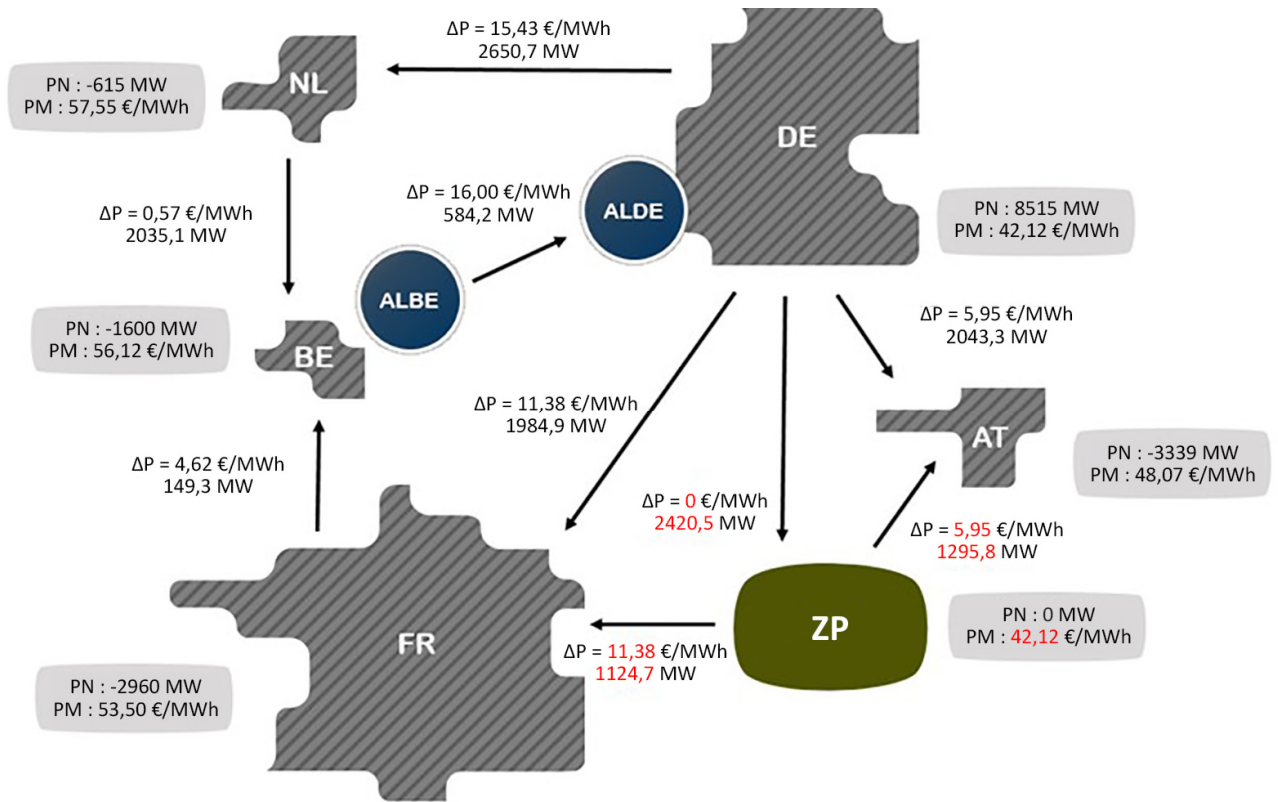 ΔP = 15,43 €/MWh
2650,7 MW
NL
PN : -615 MW
PM : 57,55 €/MWh
DE
ΔP = 16,00 €/MWh
584,2 MW
ALDE
ΔP = 0,57 €/MWh
2035,1 MW
PN : 8515 MW
PM : 42,12 €/MWh
ALBE
PN : -1600 MW
PM : 56,12 €/MWh
BE
ΔP = 5,95 €/MWh
2043,3 MW
ΔP = 11,38 €/MWh
1984,9 MW
AT
PN : -3339 MW
PM : 48,07 €/MWh
ΔP = 4,62 €/MWh
149,3 MW
ΔP = 0 €/MWh
2420,5 MW
ΔP = 5,95 €/MWh
1295,8 MW
ZP
PN : 0 MW
PM : 42,12 €/MWh
FR
ΔP = 11,38 €/MWh
1124,7 MW
PN : -2960 MW
PM : 53,50 €/MWh